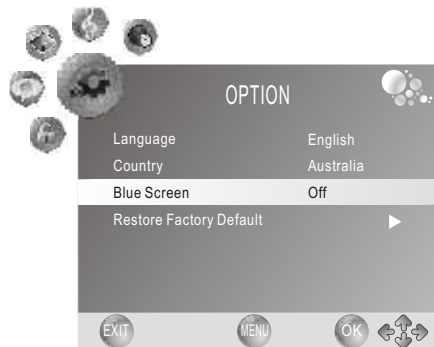 OPTION
Language English
Country Australia
Blue Screen Off
Restore Factory Default
EXIT MENU OK